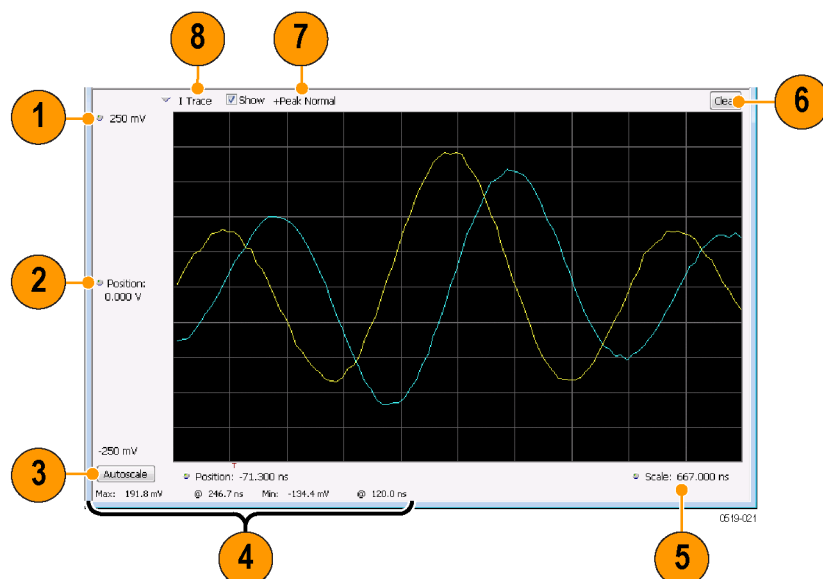 8
7
I Trace Show +Peak Normal
1
250 mV
6
2
Position:
0.000 V
-250 mV
3
Autoscale
T
Position: -71.300 ns
Scale: 667.000 ns
Max: 191.8 mV @ 246.7 ns Min: -134.4 mV @ 120.0 ns
4
5
0519-021